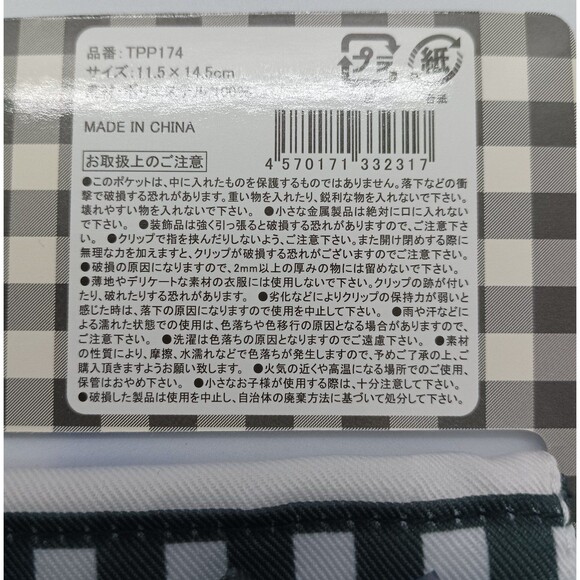 品番:TPP174
サイズ:11.5×14.5cm
素材:ポリエステル 100%
プラ
紙
台紙
MADE IN CHINA
4 570171 332317
お取扱上のご注意
●このポケットは、中に入れたものを保護するものではありません。落下などの衝
撃で破損する恐れがあります。重い物を入れたり、鋭利な物を入れないで下さい。
壊れやすい物を入れないで下さい。 ●小さな金属製品は絶対に口に入れない
で下さい。 ●装飾品は強く引っ張ると破損する恐れがありますので、ご注意下
さい。 ●クリップで指を挟んだりしないよう、ご注意下さい。また開け閉めする際に
無理な力を加えますと、クリップが破損する恐れがございますのでご注意下さい。
●破損の原因になりますので、2mm以上の厚みの物には留めないで下さい。
●薄地やデリケートな素材の衣服には使用しないで下さい。クリップの跡が付い
たり、破れたりする恐れがあります。 ●劣化などによりクリップの保持力が弱いと
感じた時は、落下の原因になりますので使用を中止して下さい。 ●雨や汗などに
よる濡れた状態での使用は、色落ちや色移行の原因となる場合がありますので、
ご注意下さい。 ●洗濯は色落ちの原因となりますのでご遠慮下さい。 ●素材
の性質により、摩擦、水濡れなどで色落ちが発生しますので、予めご了承の上、ご
購入頂きますようお願い致します。 ●火気の近くや高温になる場所でのご使用、
保管はおやめ下さい。 ●小さなお子様が使用する際は、十分注意して下さい。
●破損した製品は使用を中止し、自治体の廃棄方法に基づいて処分して下さい。